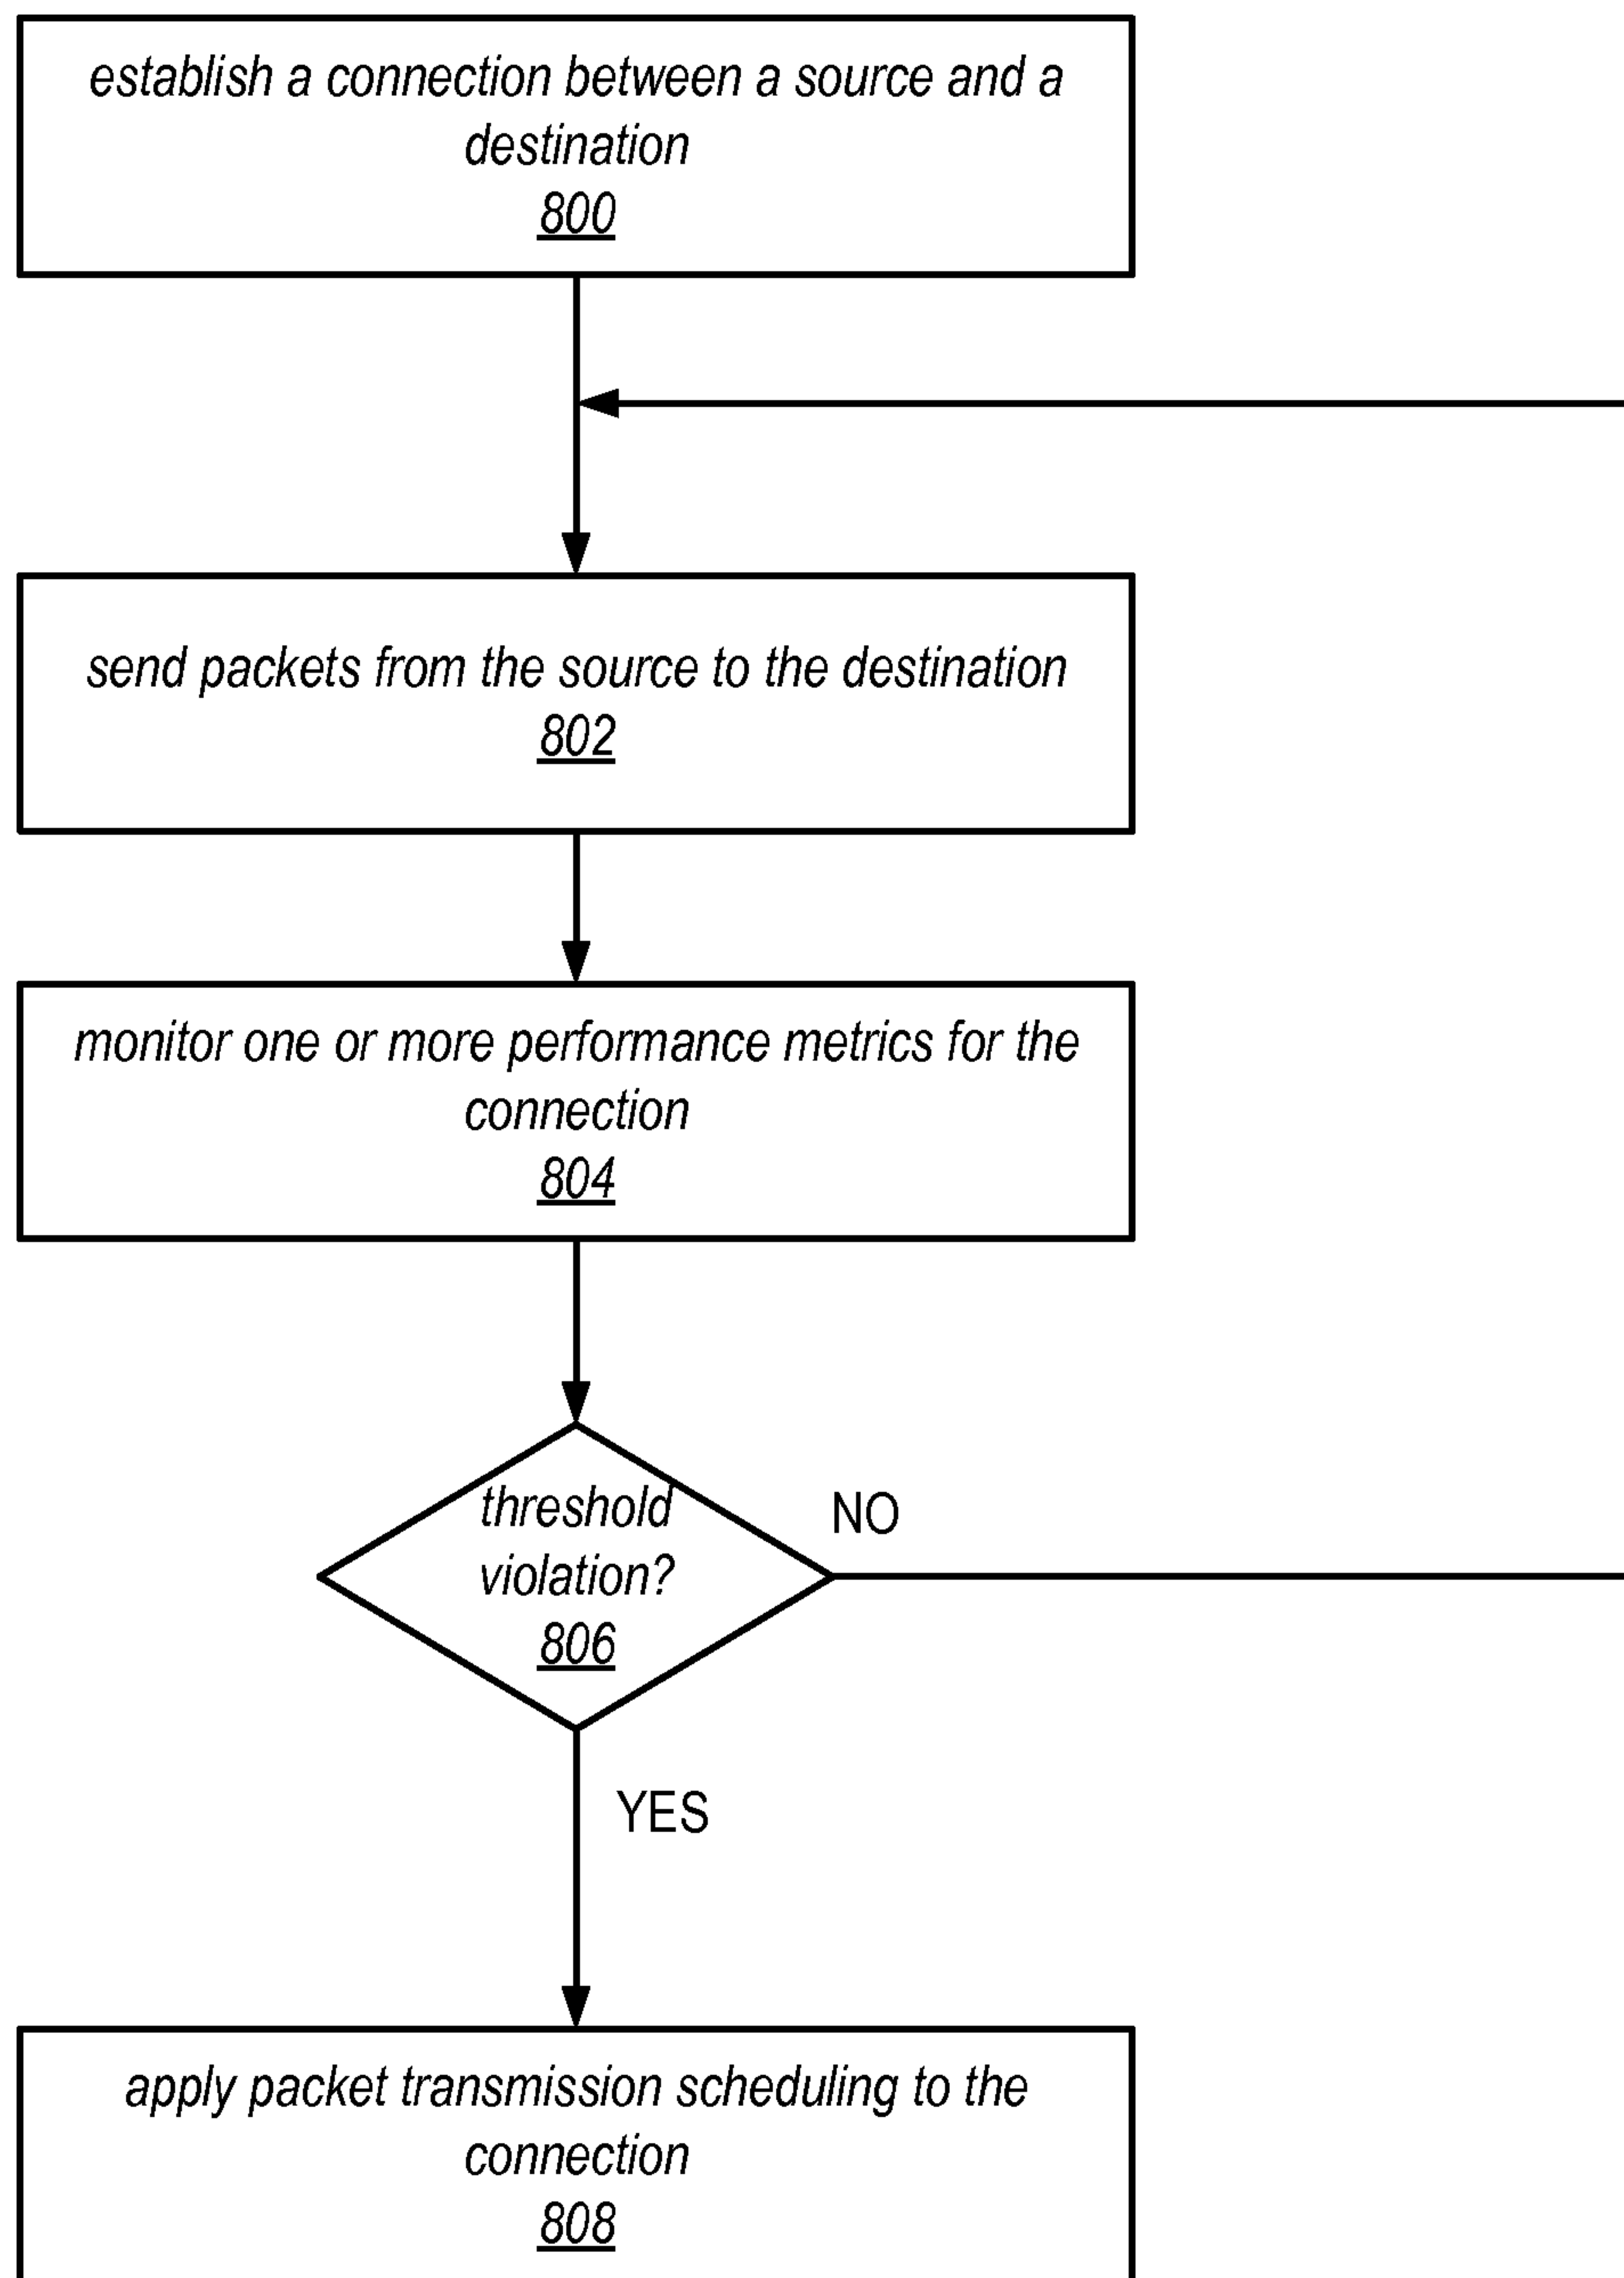 establish a connection between a source and a
destination
800
send packets from the source to the destination
802
monitor one or more performance metrics for the
connection
804
threshold
violation?
806
NO
YES
apply packet transmission scheduling to the
connection
808